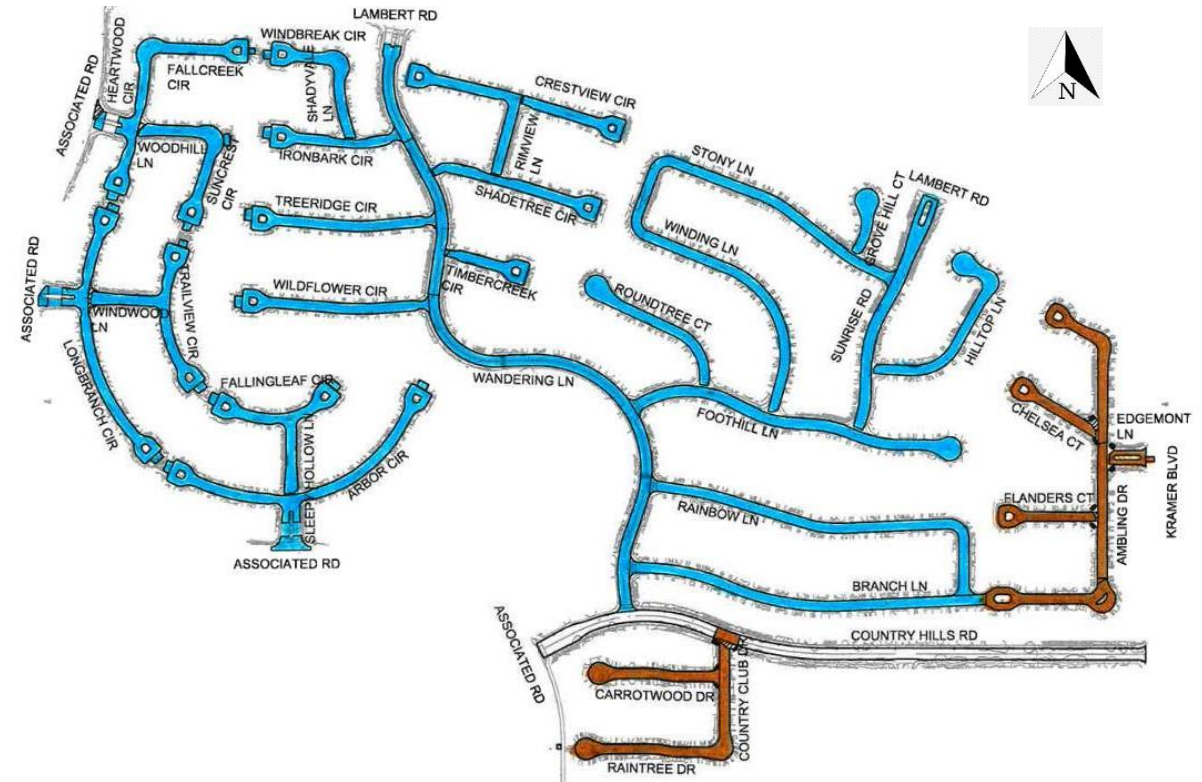 LAMBERT RD
WINDBREAK CIR
N
HEARTWOOD
CIR
ASSOCIATED RD
FALLCREEK
CIR
SHADYVALE
LN
CRESTVIEW CIR
RIMVIEW
LN
WOODHILL
LN
IRONBARK CIR
SUNCREST
CIR
STONY LN
LAMBERT RD
GROVE HILL CT
SHADETREE CIR
TREERIDGE CIR
ASSOCIATED RD
WINDING LN
TRAILVIEW CIR
TIMBERCREEK
CIR
WILDFLOWER CIR
ROUNDTREE CT
SUNRISE RD
HILLTOP LN
WINDWOOD
LN
LONGBRANCH CIR
FALLINGLEAF CIR
WANDERING LN
FOOTHILL LN
CHELSEA CT
EDGEMONT
LN
KRAMER BLVD
SLEEPY HOLLOW LN
ARBOR CIR
RAINBOW LN
FLANDERS CT
AMBLING DR
ASSOCIATED RD
BRANCH LN
ASSOCIATED RD
COUNTRY HILLS RD
CARROTWOOD DR
COUNTRY CLUB DR
RAINTREE DR